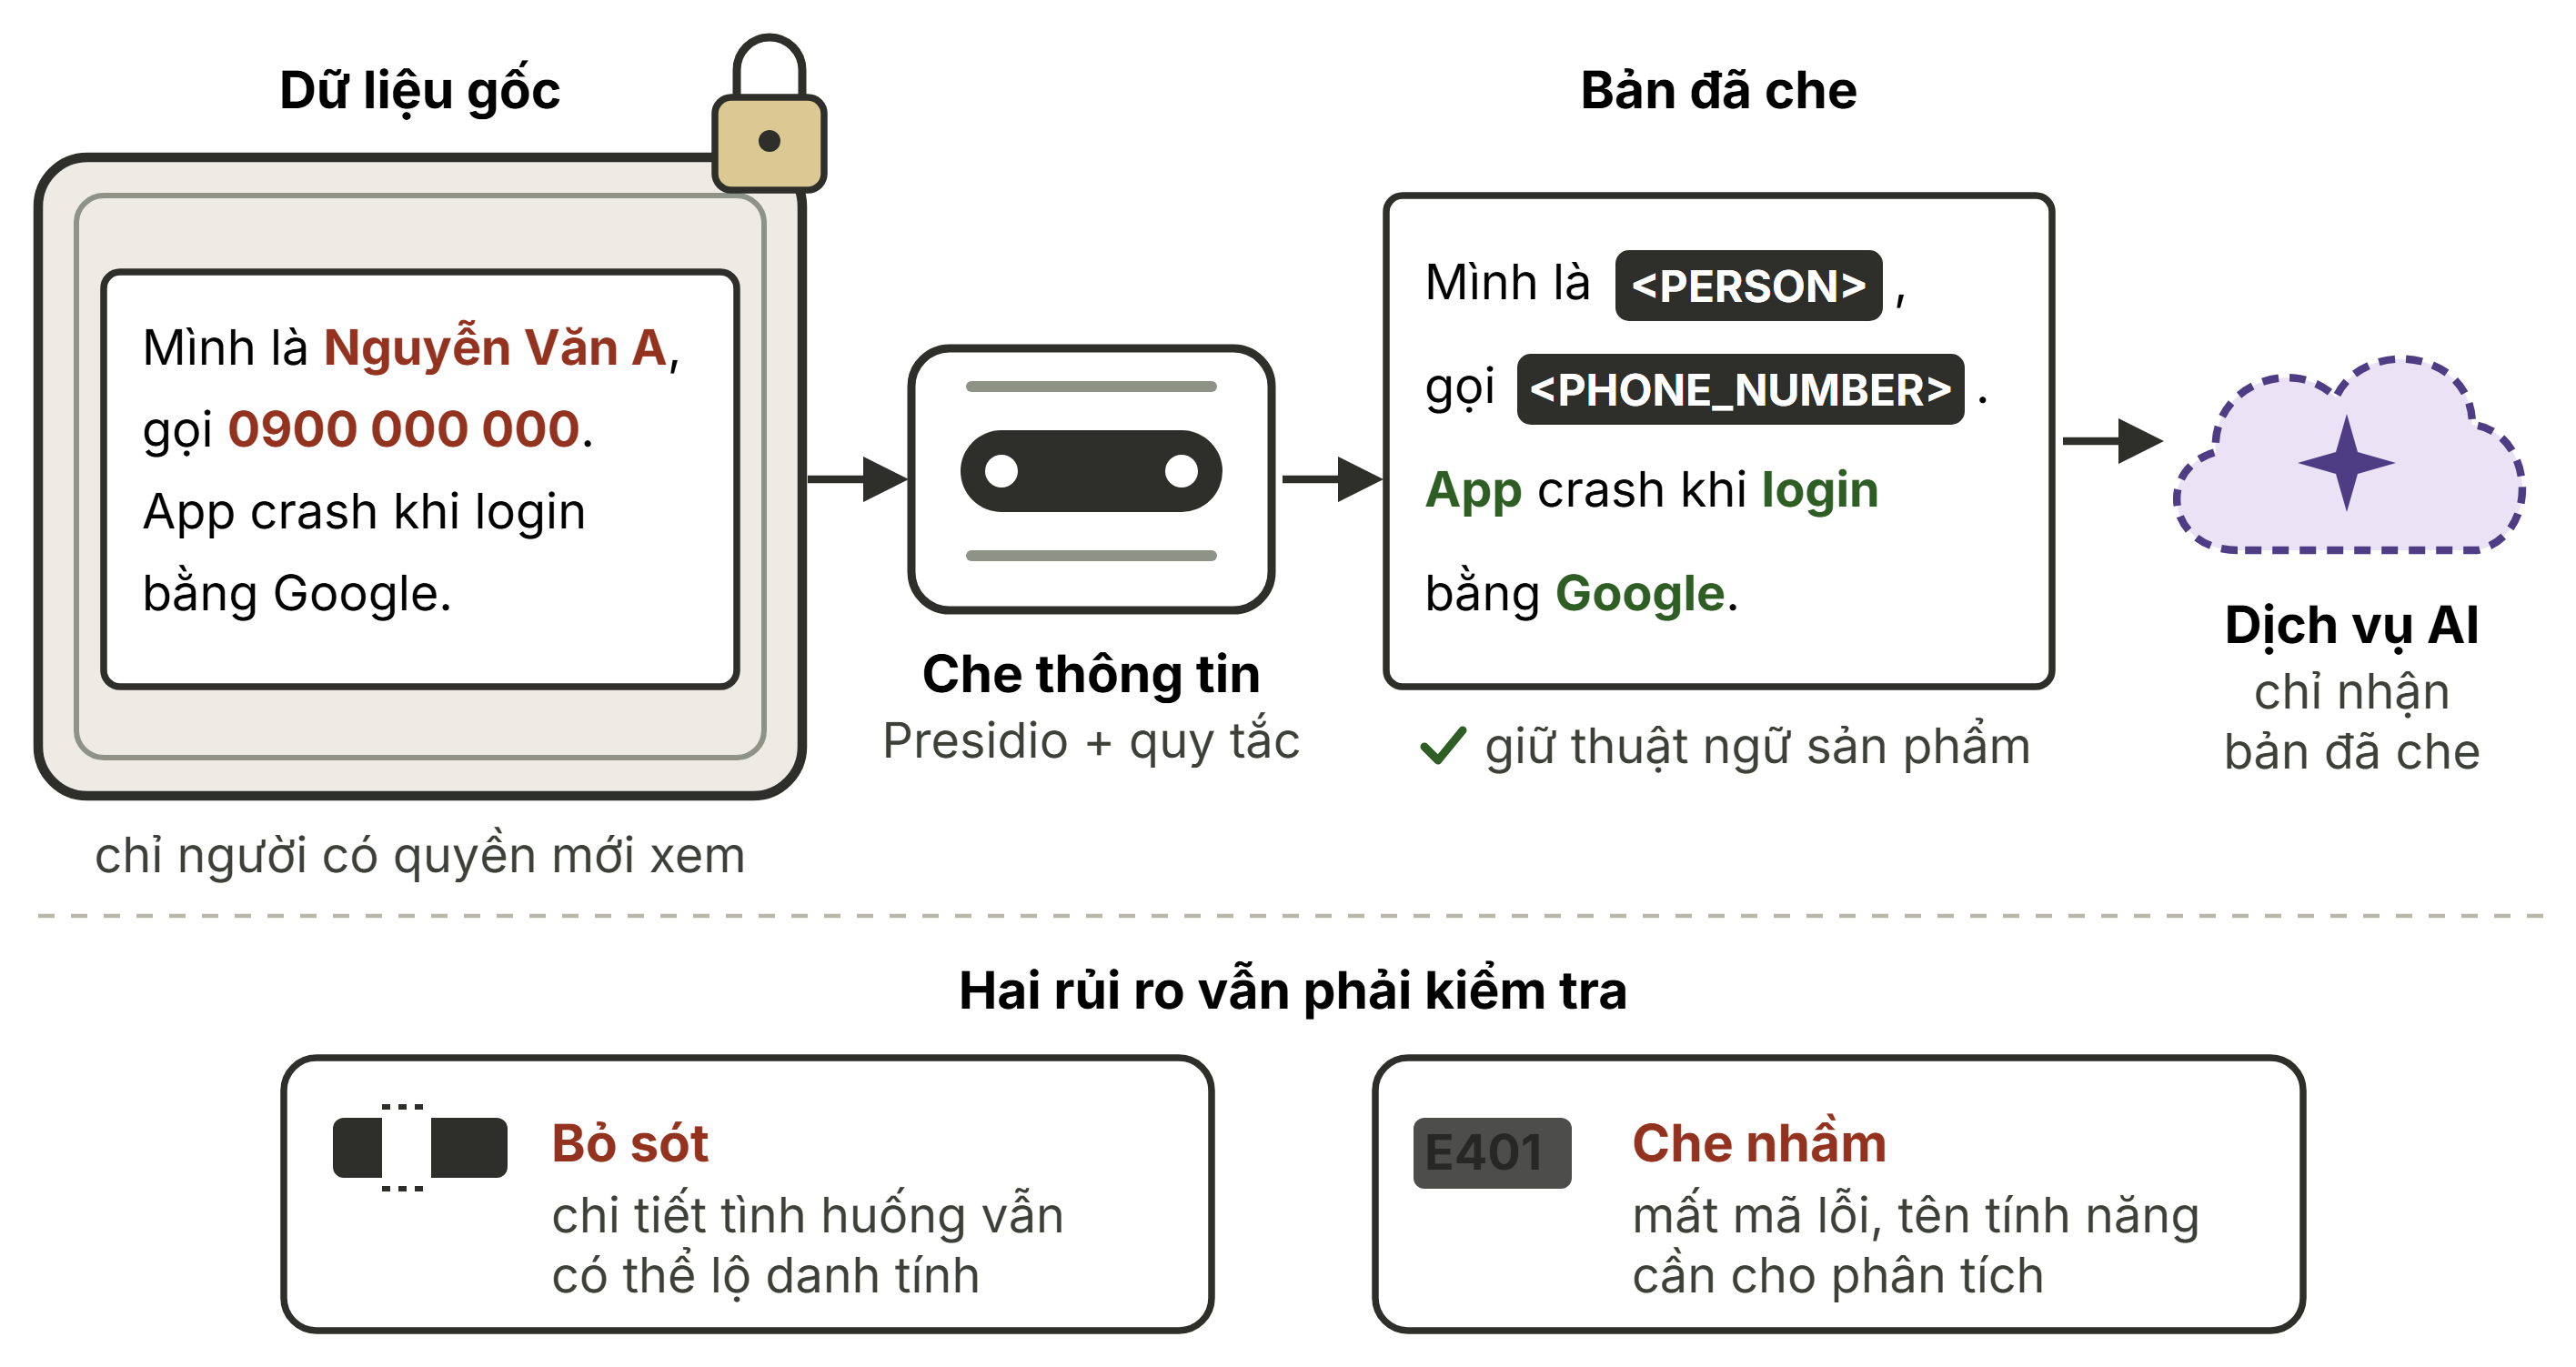 Dữ liệu gốc
Mình là Nguyễn Văn A,
gọi 0900 000 000.
App crash khi login
bằng Google.
chỉ người có quyền mới xem
Che thông tin
Presidio + quy tắc
Bản đã che
Mình là <PERSON> ,
gọi <PHONE_NUMBER> .
App crash khi login
bằng Google.
giữ thuật ngữ sản phẩm
Dịch vụ AI
chỉ nhận
bản đã che
Hai rủi ro vẫn phải kiểm tra
Bỏ sót
chi tiết tình huống vẫn
có thể lộ danh tính
E401
Che nhầm
mất mã lỗi, tên tính năng
cần cho phân tích